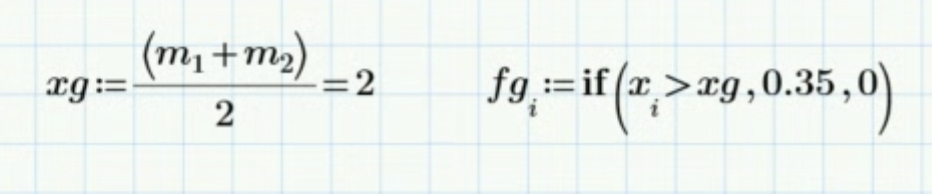 xg:=(m₁+m₂)/2=2    fgᵢ:=if(xᵢ>xg,0.35,0)